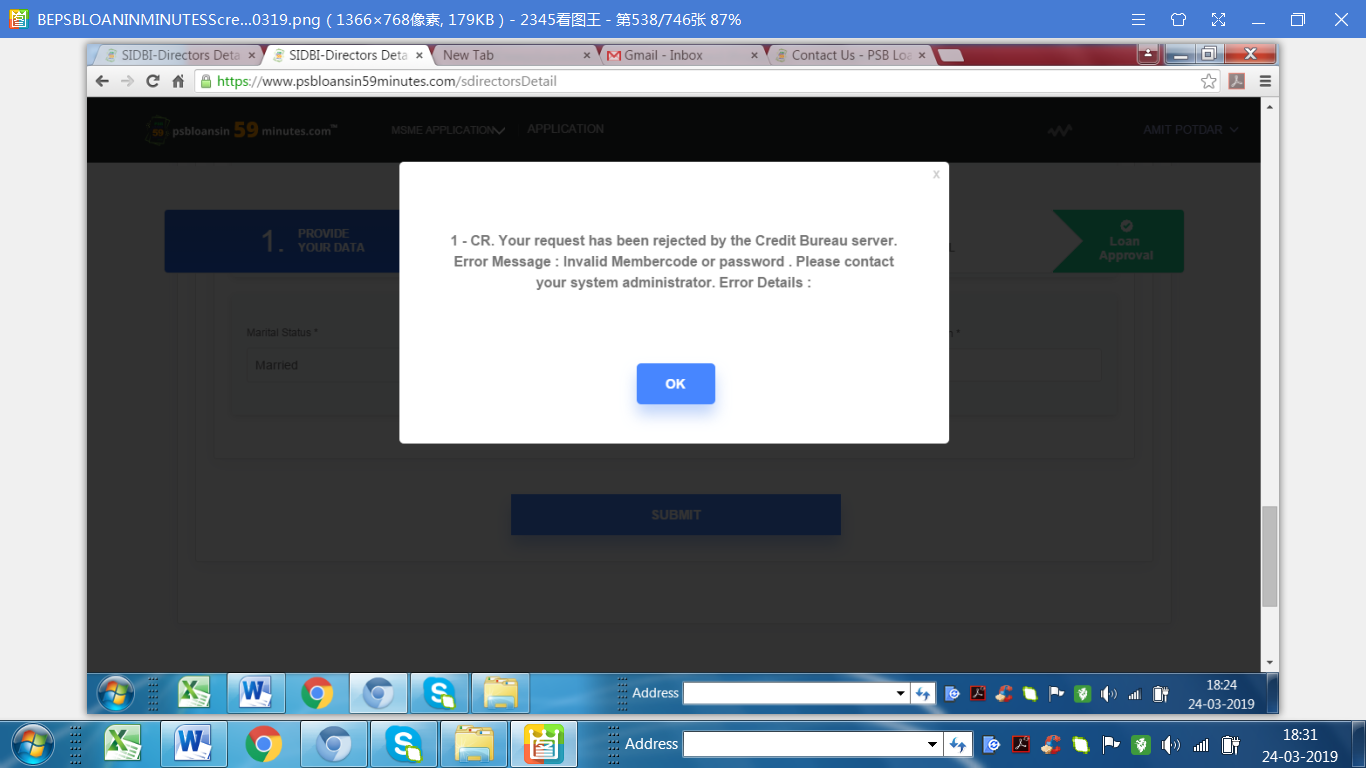 BEPSBLOANINMINUTESScre...0319.png ( 1366×768像素, 179KB ) - 2345看图王 - 第538/746张 87%
SIDBI-Directors Deta
SIDBI-Directors Deta
New Tab
Gmail - Inbox
Contact Us - PSB Loa
https://www.psbloansin59minutes.com/sdirectorsDetail
psbloansin 59 minutes.com™
MSME APPLICATION
APPLICATION
AMIT POTDAR
x
1. PROVIDE
YOUR DATA
1 - CR. Your request has been rejected by the Credit Bureau server.
Error Message : Invalid Membercode or password . Please contact
your system administrator. Error Details :
Loan
Approval
Marital Status *
Married
OK
SUBMIT
Address
18:24
24-03-2019
Address
18:31
24-03-2019